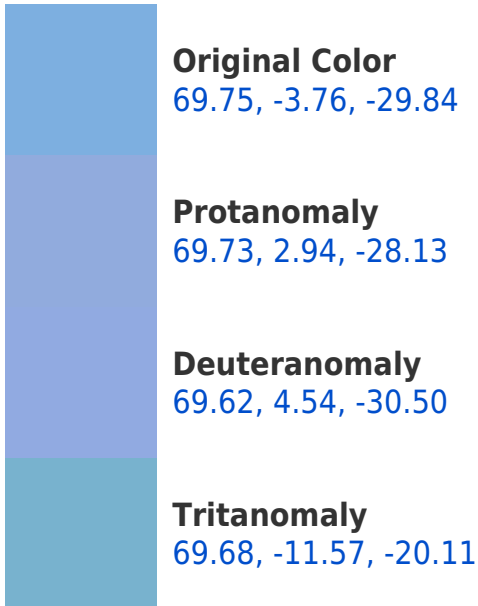 Original Color
69.75, -3.76, -29.84
Protanomaly
69.73, 2.94, -28.13
Deuteranomaly
69.62, 4.54, -30.50
Tritanomaly
69.68, -11.57, -20.11